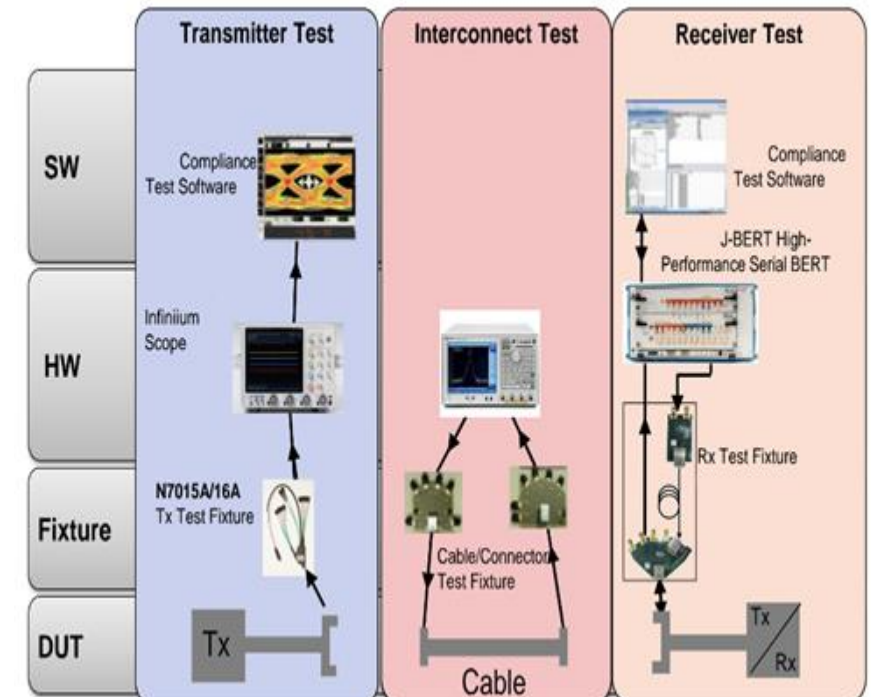 Transmitter Test
Interconnect Test
Receiver Test
SW
Compliance
Test Software
Compliance
Test Software
J-BERT High-
Performance Serial BERT
HW
Infiniium
Scope
Rx Test Fixture
Fixture
N7015A/16A
Tx Test Fixture
Cable/Connector
Test Fixture
DUT
Tx
Cable
Tx
Rx